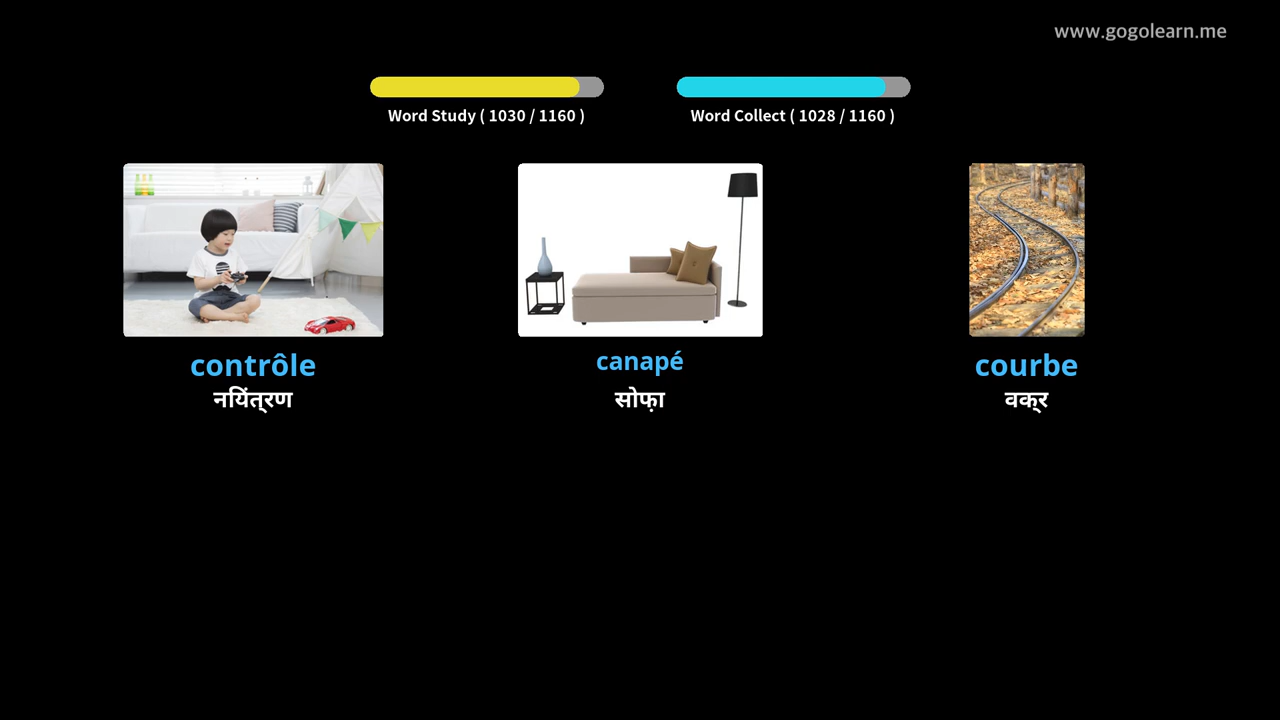 www.gogolearn.me
Word Study ( 1030 / 1160 )
Word Collect ( 1028 / 1160 )
contrôle
नियंत्रण
canapé
सोफ़ा
courbe
वक्र